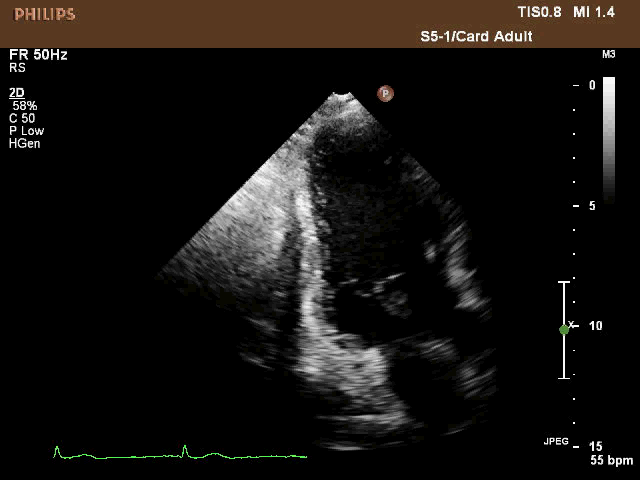 PHILIPS
TIS0.8 MI 1.4
S5-1/Card Adult
FR 50Hz
RS
2D
58%
C 50
P Low
HGen
M3
P
0
5
X
10
15
JPEG
55 bpm